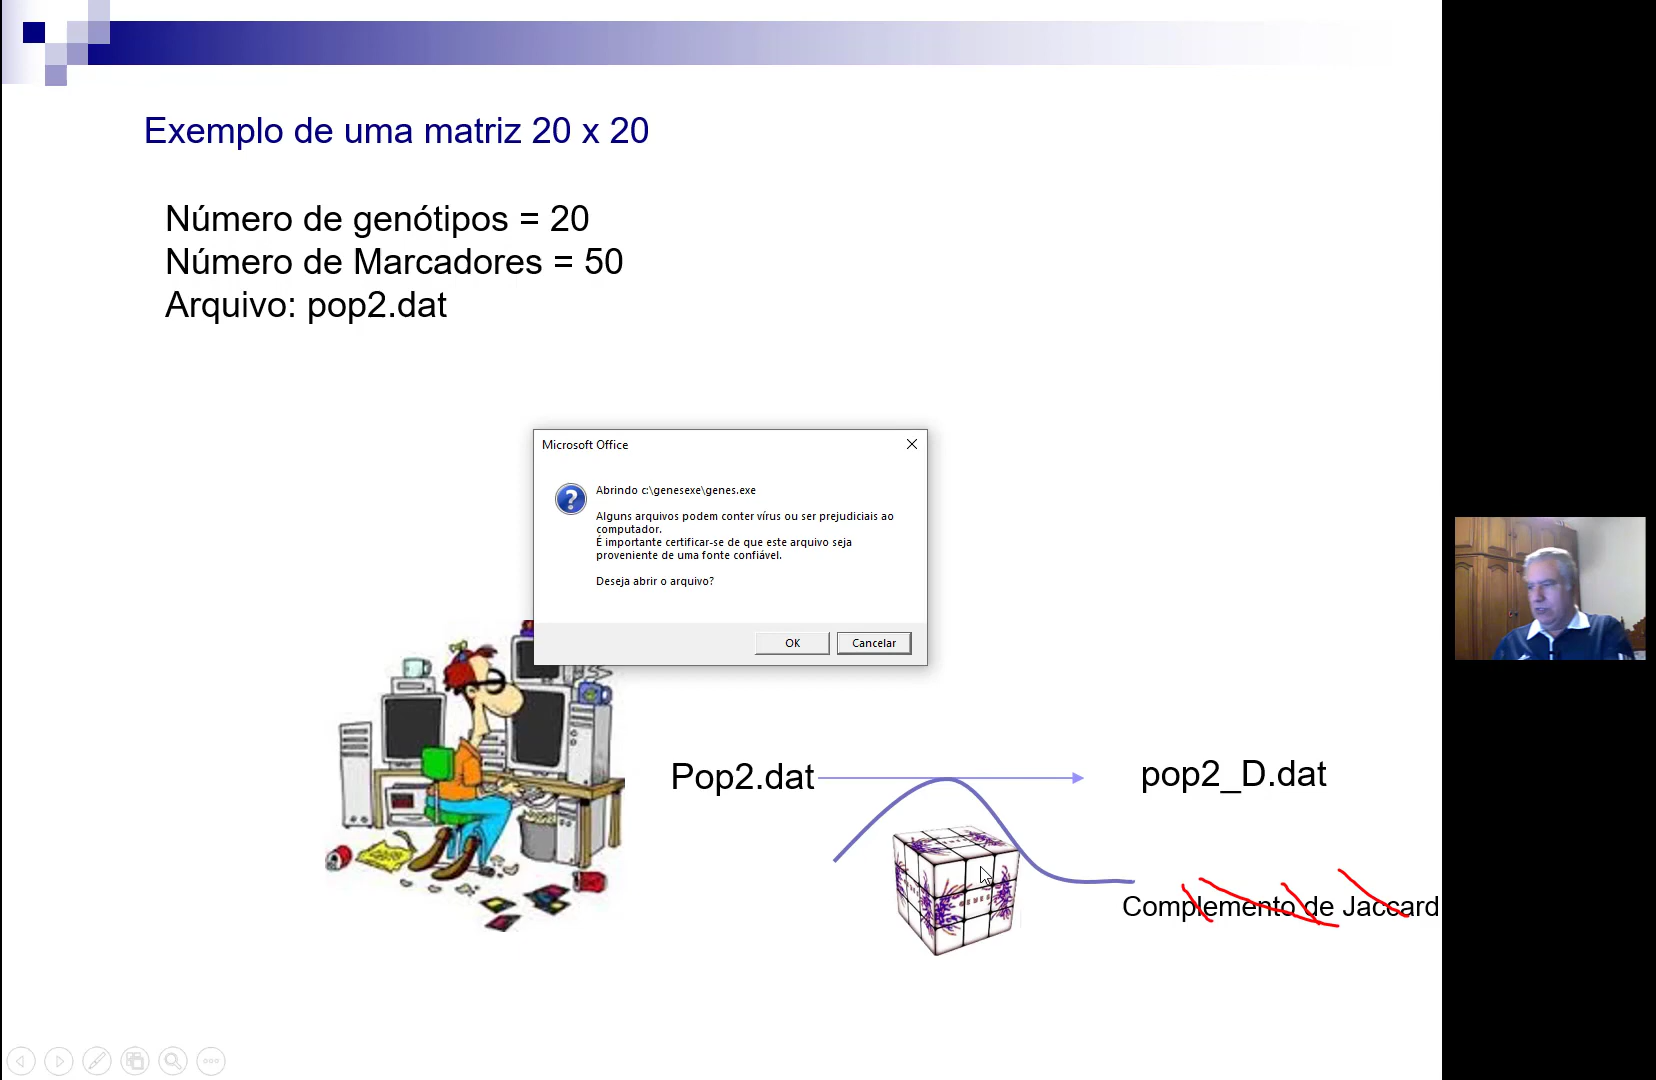 Exemplo de uma matriz 20 x 20
Número de genótipos = 20
Número de Marcadores = 50
Arquivo: pop2.dat
Microsoft Office
Abrindo c:\genesexe\genes.exe
Alguns arquivos podem conter vírus ou ser prejudiciais ao
computador.
É importante certificar-se de que este arquivo seja
proveniente de uma fonte confiável.
Deseja abrir o arquivo?
OK
Cancelar
Pop2.dat
pop2_D.dat
GENES
Complemento de Jaccard